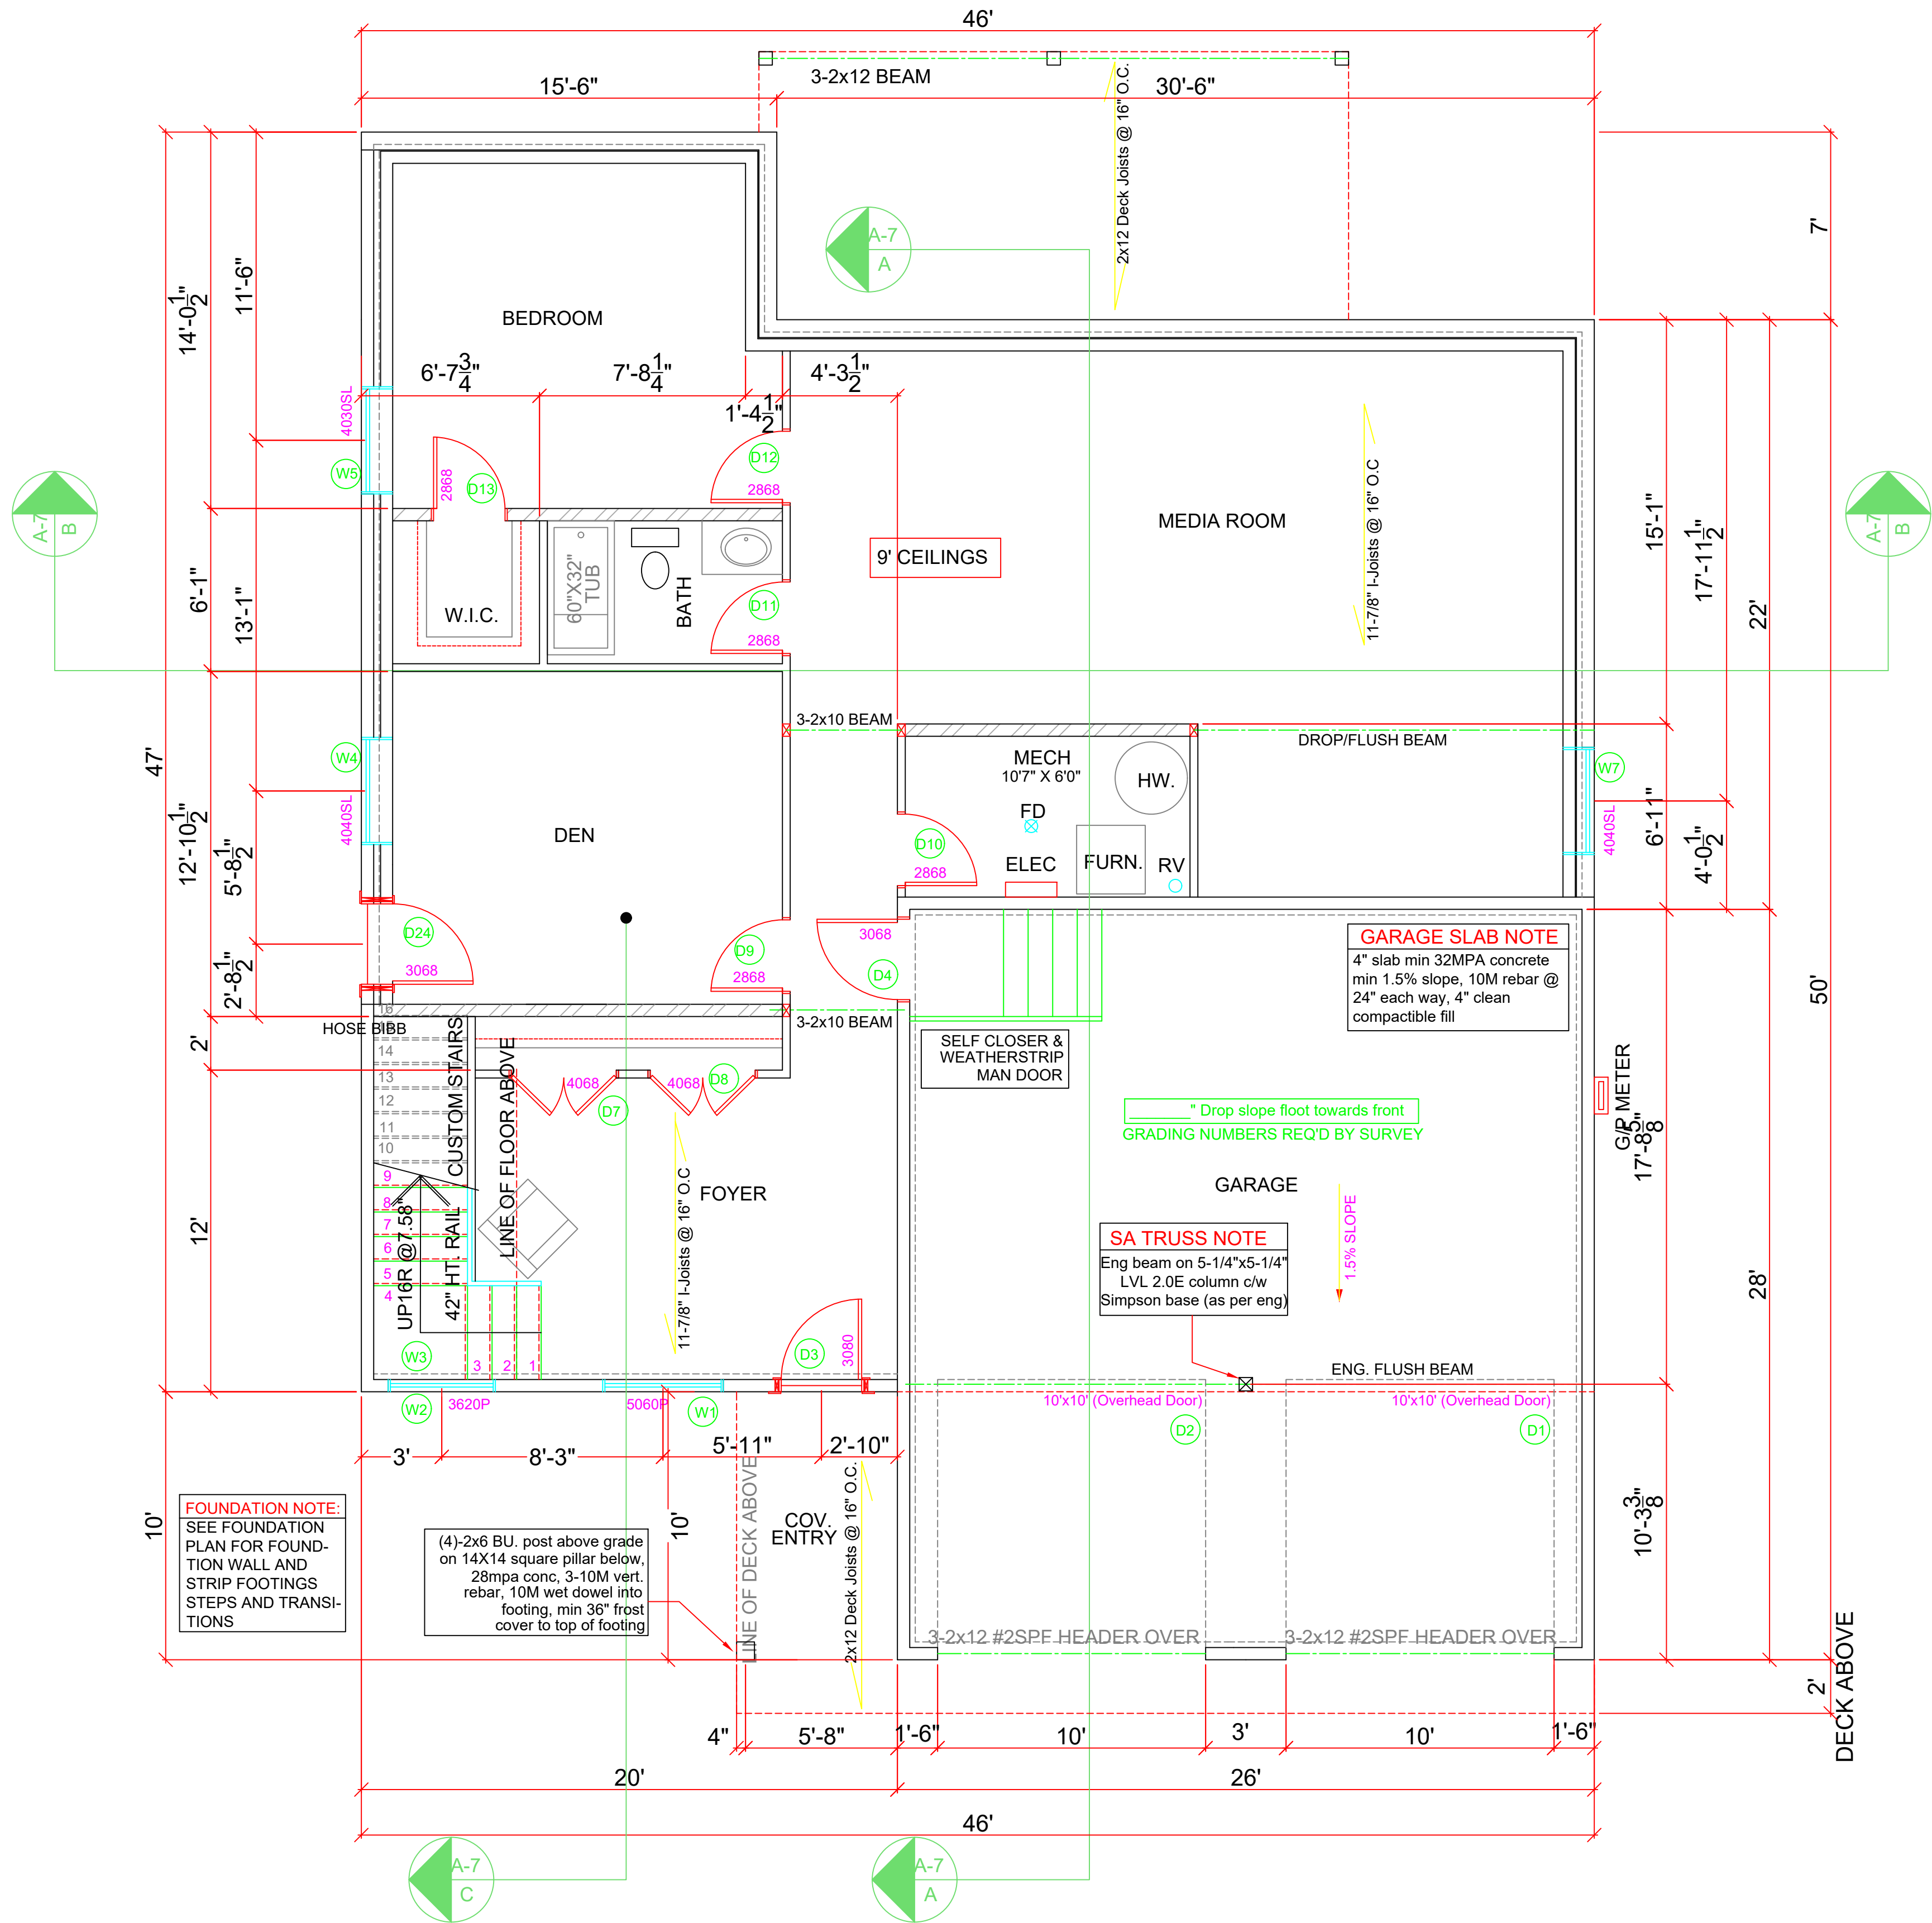 46'
15'-6"
3-2x12 BEAM
30'-6"
2x12 Deck Joists @ 16" O.C.
7'
A-7
A
14'-0 1/2"
11'-6"
BEDROOM
6'-7 3/4"
7'-8 1/4"
1'-4 1/2"
4'-3 1/2"
4030SL
W5
2868
D13
D12
2868
A-7
B
A-7
B
MEDIA ROOM
11-7/8" I-Joists @ 16" O.C
15'-1"
17'-11 1/2"
22'
9' CEILINGS
6'-1"
13'-1"
W.I.C.
60"X32"
TUB
BATH
D11
2868
3-2x10 BEAM
DROP/FLUSH BEAM
47'
W4
4040SL
MECH
10'7" X 6'0"
HW.
FD
W7
4040SL
6'-11"
4'-0 1/2"
12'-10 1/2"
5'-8 1/2"
DEN
D10
2868
ELEC
FURN.
RV
2'-8 1/2"
D24
3068
D9
2868
3068
D4
GARAGE SLAB NOTE
4" slab min 32MPA concrete
min 1.5% slope, 10M rebar @
24" each way, 4" clean
compactible fill
50'
HOSE BIBB
3-2x10 BEAM
SELF CLOSER &
WEATHERSTRIP
MAN DOOR
2'
16
15
14
13
12
11
10
9
8
7
6
5
4
3
2
1
CUSTOM STAIRS
42" HT. RAIL
UP16R @7.58"
LINE OF FLOOR ABOVE
4068
4068
D8
D7
FOYER
11-7/8" I-Joists @ 16" O.C
________" Drop slope floot towards front
GRADING NUMBERS REQ'D BY SURVEY
GARAGE
G/P METER
17'-8 5/8"
12'
SA TRUSS NOTE
Eng beam on 5-1/4"x5-1/4"
LVL 2.0E column c/w
Simpson base (as per eng)
1.5% SLOPE
28'
W3
D3
3080
ENG. FLUSH BEAM
W2
3620P
5060P
W1
10'x10' (Overhead Door)
D2
10'x10' (Overhead Door)
D1
3'
8'-3"
5'-11"
2'-10"
10'
FOUNDATION NOTE:
SEE FOUNDATION
PLAN FOR FOUND-
TION WALL AND
STRIP FOOTINGS
STEPS AND TRANSI-
TIONS
(4)-2x6 BU. post above grade
on 14X14 square pillar below,
28mpa conc, 3-10M vert.
rebar, 10M wet dowel into
footing, min 36" frost
cover to top of footing
10'
LINE OF DECK ABOVE
COV.
ENTRY
2x12 Deck Joists @ 16" O.C.
10'-3 3/8"
3-2x12 #2SPF HEADER OVER
3-2x12 #2SPF HEADER OVER
2'
DECK ABOVE
4"
5'-8"
1'-6"
10'
3'
10'
1'-6"
20'
26'
46'
A-7
C
A-7
A